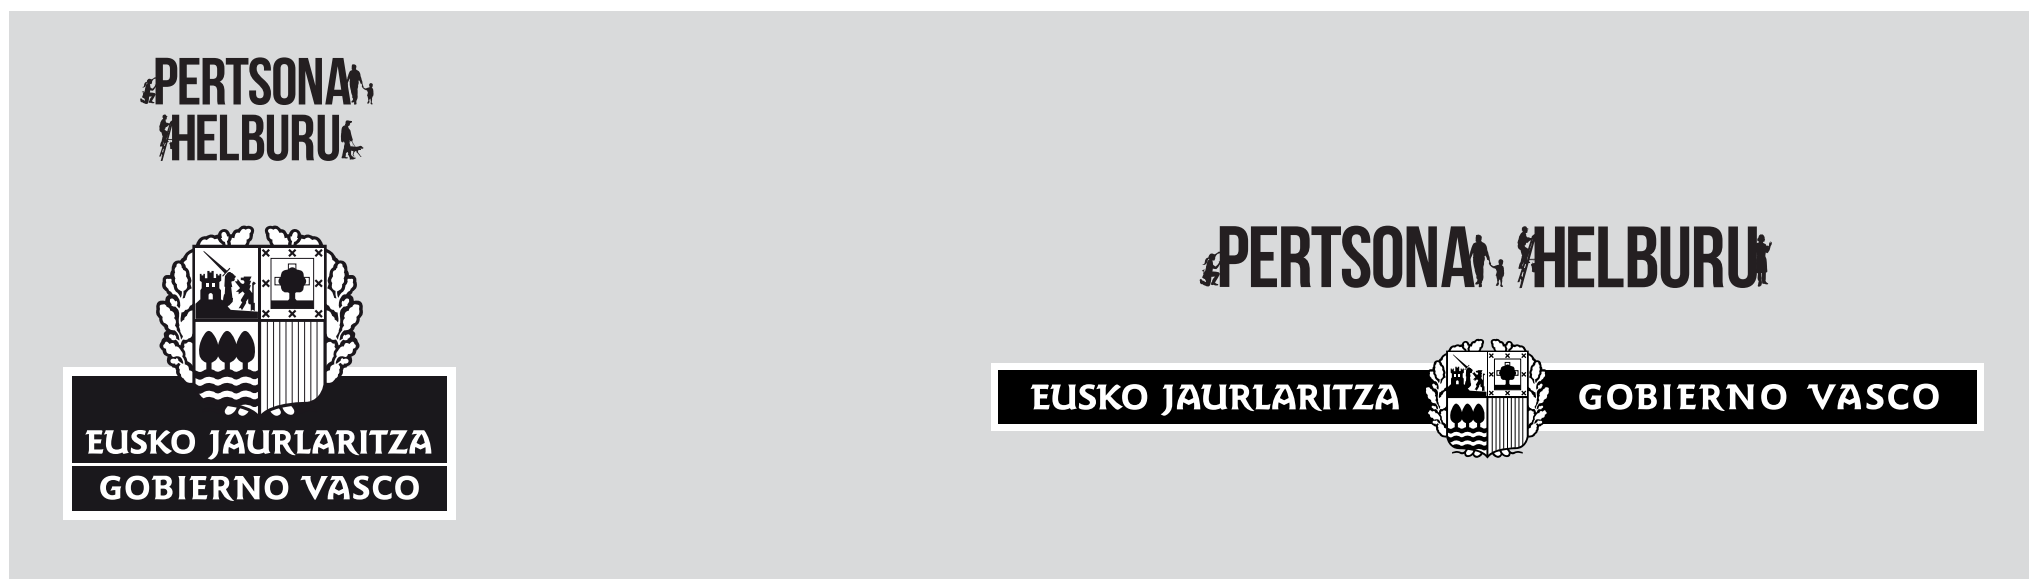 PERTSONA
HELBURU
EUSKO JAURLARITZA
GOBIERNO VASCO
PERTSONA HELBURU
EUSKO JAURLARITZA GOBIERNO VASCO